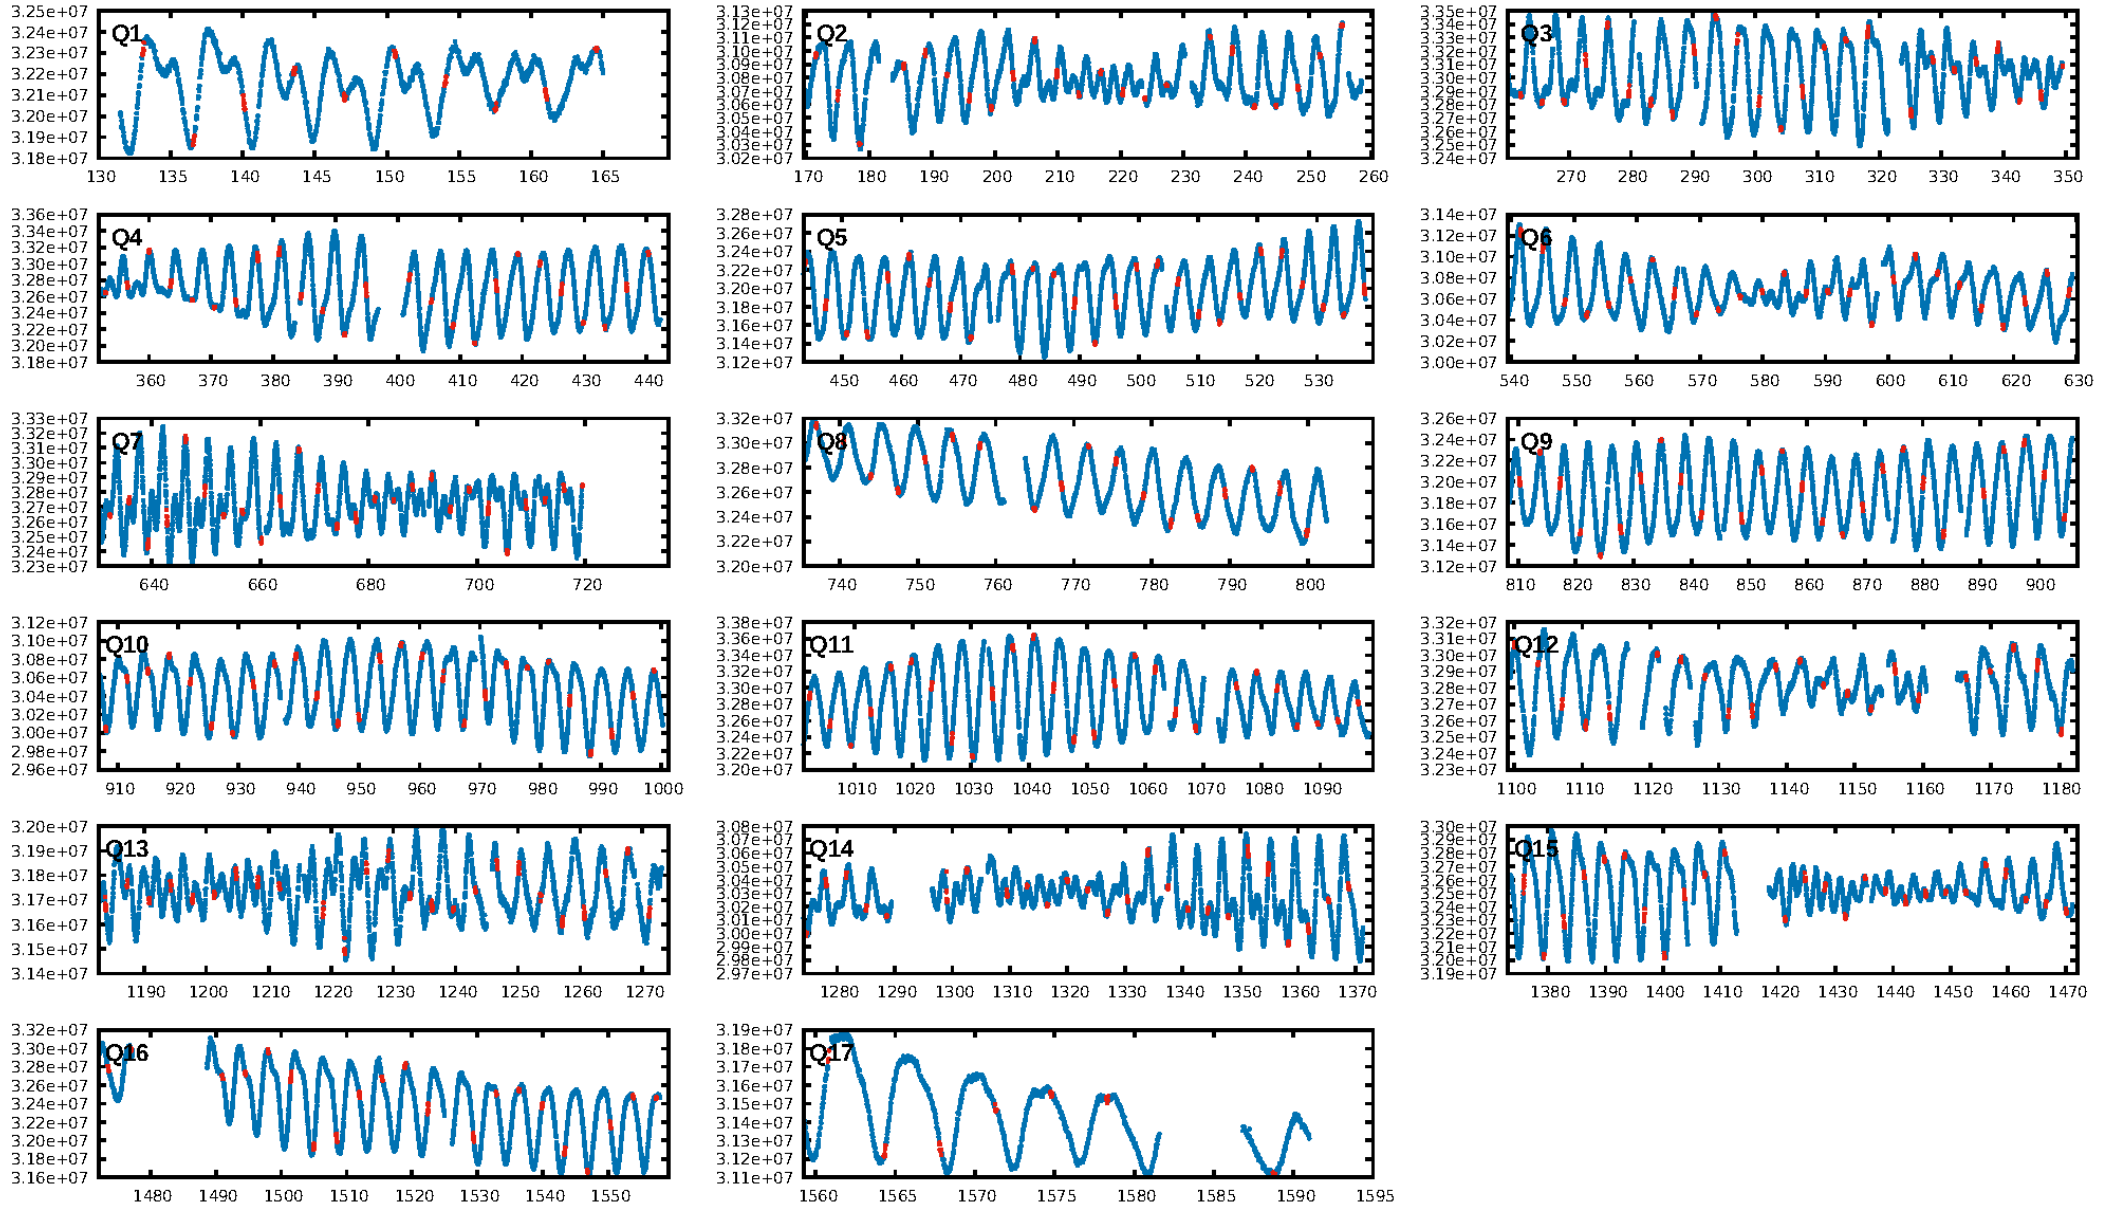 3.25e+07 3.24e+07 3.23e+07 3.22e+07 3.21e+07 3.20e+07 3.19e+07 3.18e+07
Q1
130 135 140 145 150 155 160 165
3.13e+07 3.12e+07 3.11e+07 3.10e+07 3.09e+07 3.08e+07 3.07e+07 3.06e+07 3.05e+07 3.04e+07 3.03e+07 3.02e+07
Q2
170 180 190 200 210 220 230 240 250 260
3.35e+07 3.34e+07 3.33e+07 3.32e+07 3.31e+07 3.30e+07 3.29e+07 3.28e+07 3.27e+07 3.26e+07 3.25e+07 3.24e+07
Q3
270 280 290 300 310 320 330 340 350
3.36e+07 3.34e+07 3.32e+07 3.30e+07 3.28e+07 3.26e+07 3.24e+07 3.22e+07 3.20e+07 3.18e+07
Q4
360 370 380 390 400 410 420 430 440
3.28e+07 3.26e+07 3.24e+07 3.22e+07 3.20e+07 3.18e+07 3.16e+07 3.14e+07 3.12e+07
Q5
450 460 470 480 490 500 510 520 530
3.14e+07 3.12e+07 3.10e+07 3.08e+07 3.06e+07 3.04e+07 3.02e+07 3.00e+07
Q6
540 550 560 570 580 590 600 610 620 630
3.33e+07 3.32e+07 3.31e+07 3.30e+07 3.29e+07 3.28e+07 3.27e+07 3.26e+07 3.25e+07 3.24e+07 3.23e+07
Q7
640 660 680 700 720
3.32e+07 3.30e+07 3.28e+07 3.26e+07 3.24e+07 3.22e+07 3.20e+07
Q8
740 750 760 770 780 790 800
3.26e+07 3.24e+07 3.22e+07 3.20e+07 3.18e+07 3.16e+07 3.14e+07 3.12e+07
Q9
810 820 830 840 850 860 870 880 890 900
3.12e+07 3.10e+07 3.08e+07 3.06e+07 3.04e+07 3.02e+07 3.00e+07 2.98e+07 2.96e+07
Q10
910 920 930 940 950 960 970 980 990 1000
3.38e+07 3.36e+07 3.34e+07 3.32e+07 3.30e+07 3.28e+07 3.26e+07 3.24e+07 3.22e+07 3.20e+07
Q11
1010 1020 1030 1040 1050 1060 1070 1080 1090
3.32e+07 3.31e+07 3.30e+07 3.29e+07 3.28e+07 3.27e+07 3.26e+07 3.25e+07 3.24e+07 3.23e+07
Q12
1100 1110 1120 1130 1140 1150 1160 1170 1180
3.20e+07 3.19e+07 3.18e+07 3.17e+07 3.16e+07 3.15e+07 3.14e+07
Q13
1190 1200 1210 1220 1230 1240 1250 1260 1270
3.08e+07 3.07e+07 3.06e+07 3.05e+07 3.04e+07 3.03e+07 3.02e+07 3.01e+07 3.00e+07 2.99e+07 2.98e+07 2.97e+07
Q14
1280 1290 1300 1310 1320 1330 1340 1350 1360 1370
3.30e+07 3.29e+07 3.28e+07 3.27e+07 3.26e+07 3.25e+07 3.24e+07 3.23e+07 3.22e+07 3.21e+07 3.20e+07 3.19e+07
Q15
1380 1390 1400 1410 1420 1430 1440 1450 1460 1470
3.32e+07 3.30e+07 3.28e+07 3.26e+07 3.24e+07 3.22e+07 3.20e+07 3.18e+07 3.16e+07
Q16
1480 1490 1500 1510 1520 1530 1540 1550
3.19e+07 3.18e+07 3.17e+07 3.16e+07 3.15e+07 3.14e+07 3.13e+07 3.12e+07 3.11e+07
Q17
1560 1565 1570 1575 1580 1585 1590 1595